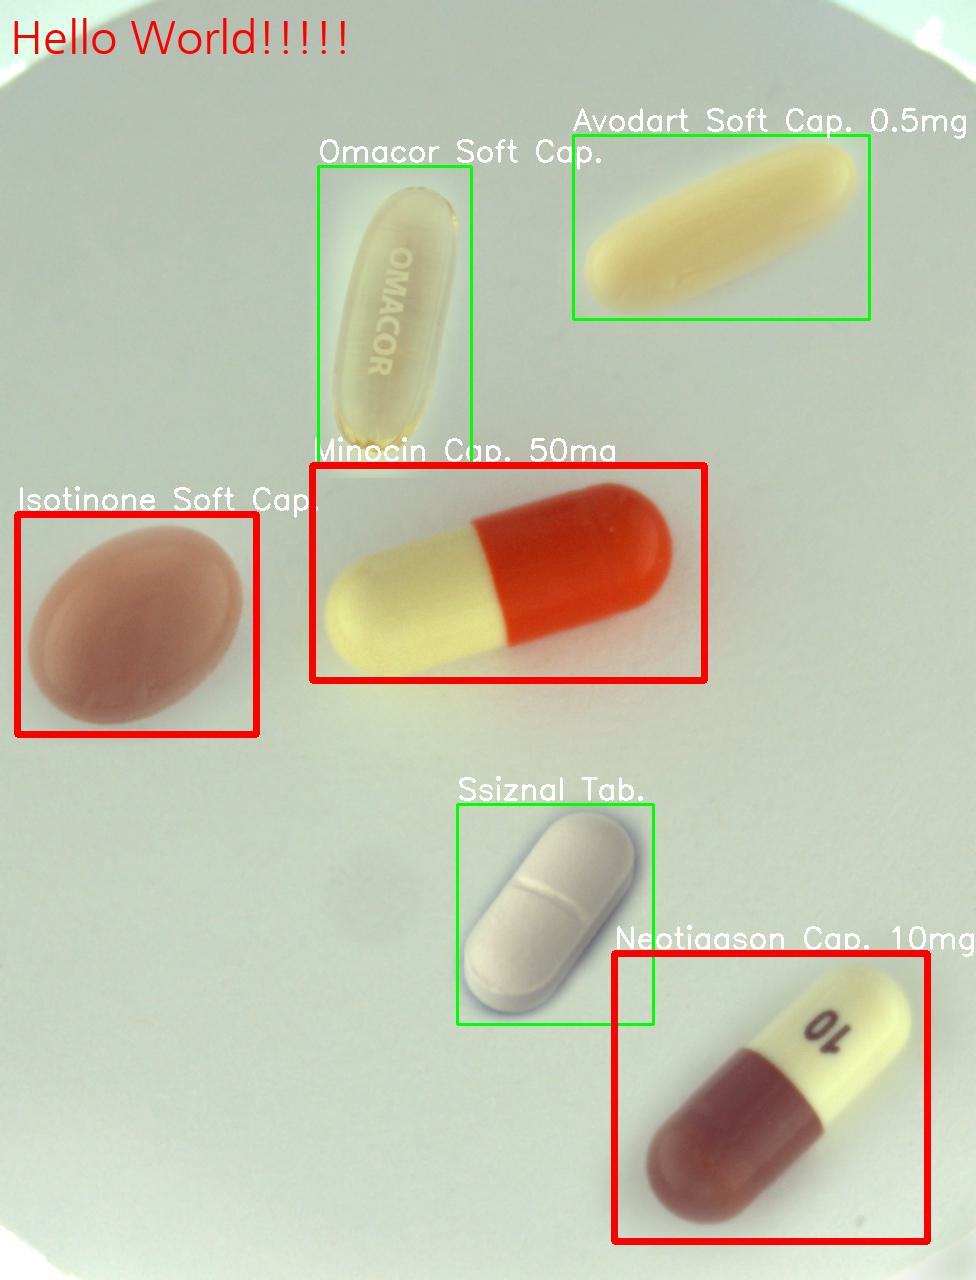 Hello World!!!!!
Avodart Soft Cap. 0.5mg
Omacor Soft Cap.
OMACOR
Minocin Cap. 50mg
Isotinone Soft Cap.
Ssiznal Tab.
Neotigason Cap. 10mg
10